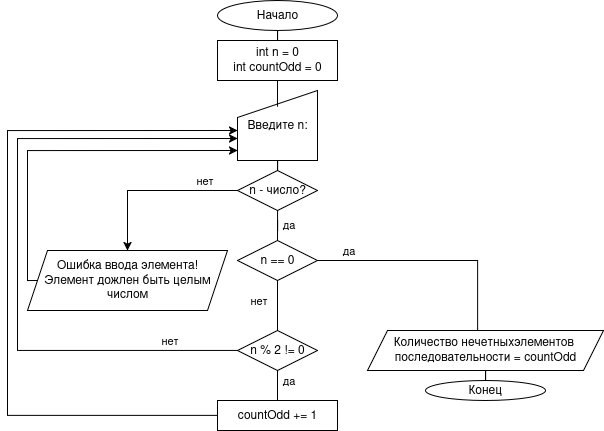 Начало
int n = 0
int countOdd = 0
Введите n:
n - число?
нет
да
Ошибка ввода элемента!
Элемент дожлен быть целым
числом
n == 0
да
нет
n % 2 != 0
нет
да
countOdd += 1
Количество нечетныхэлементов
последовательности = countOdd
Конец